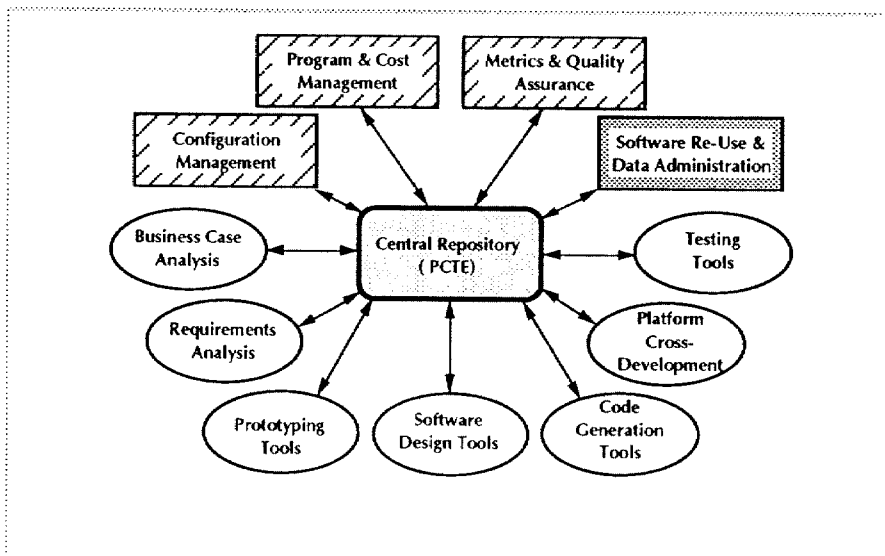 Program & Cost
Management
Metrics & Quality
Assurance
Configuration
Management
Software Re-Use &
Data Administration
Business Case
Analysis
Central Repository
( PCTE)
Testing
Tools
Requirements
Analysis
Platform
Cross-
Development
Prototyping
Tools
Software
Design Tools
Code
Generation
Tools